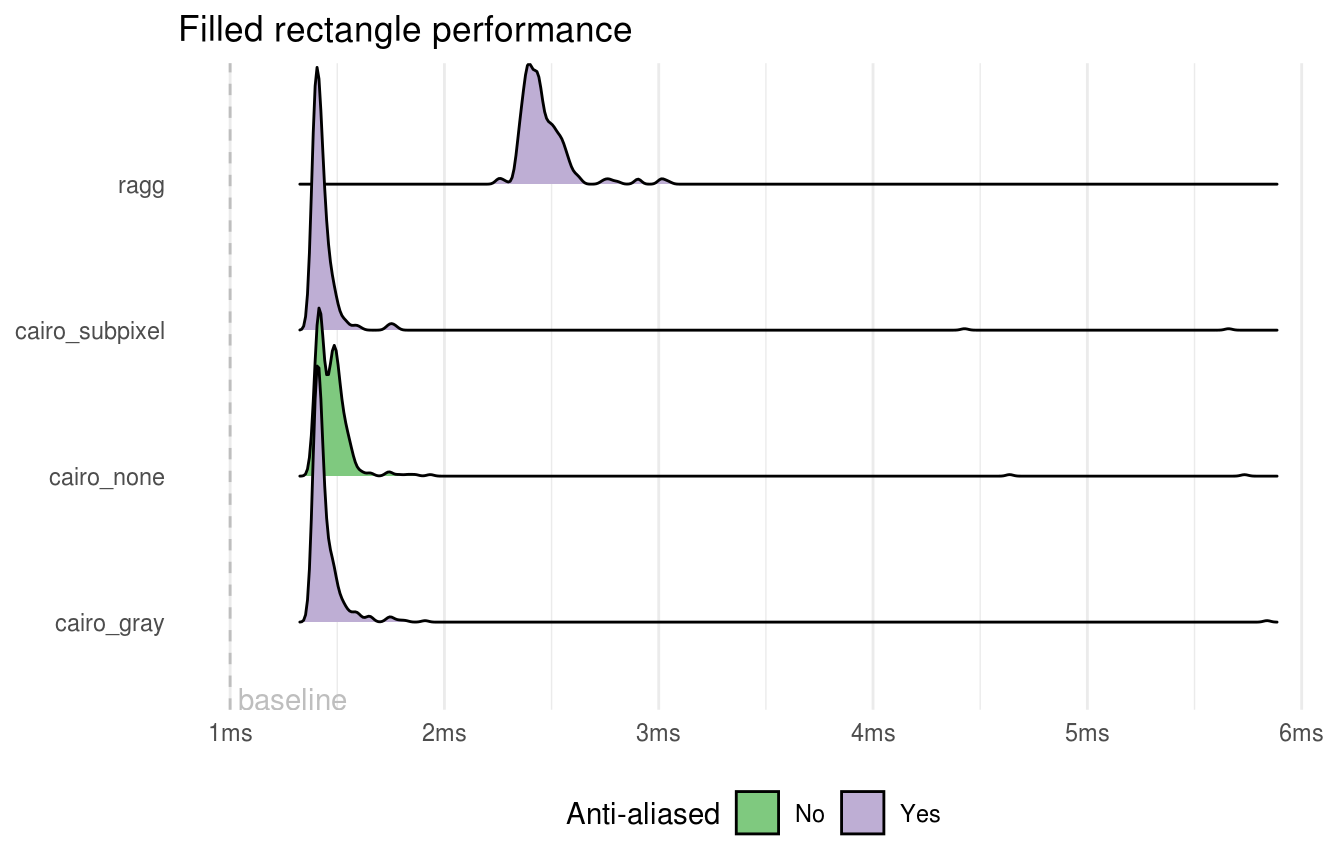 Filled rectangle performance
ragg
cairo_subpixel
cairo_none
cairo_gray
baseline
1ms 2ms 3ms 4ms 5ms 6ms
Anti-aliased No Yes